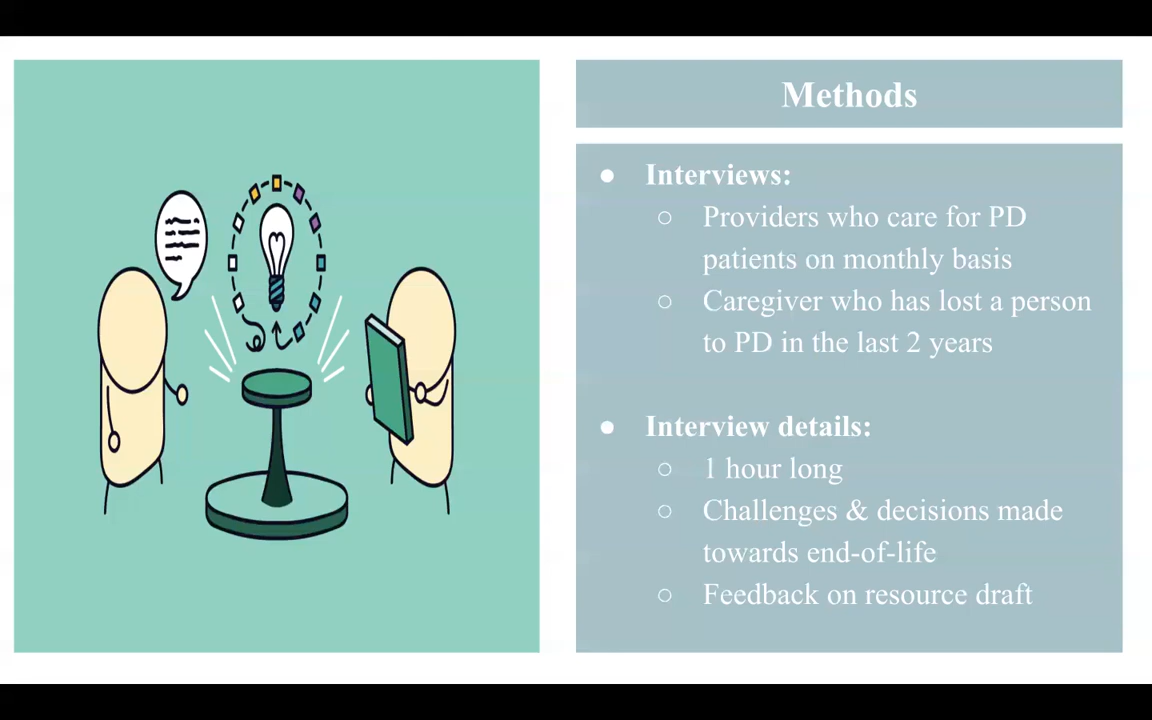 Methods
● Interviews:
○ Providers who care for PD
patients on monthly basis
○ Caregiver who has lost a person
to PD in the last 2 years
● Interview details:
○ 1 hour long
○ Challenges & decisions made
towards end-of-life
○ Feedback on resource draft